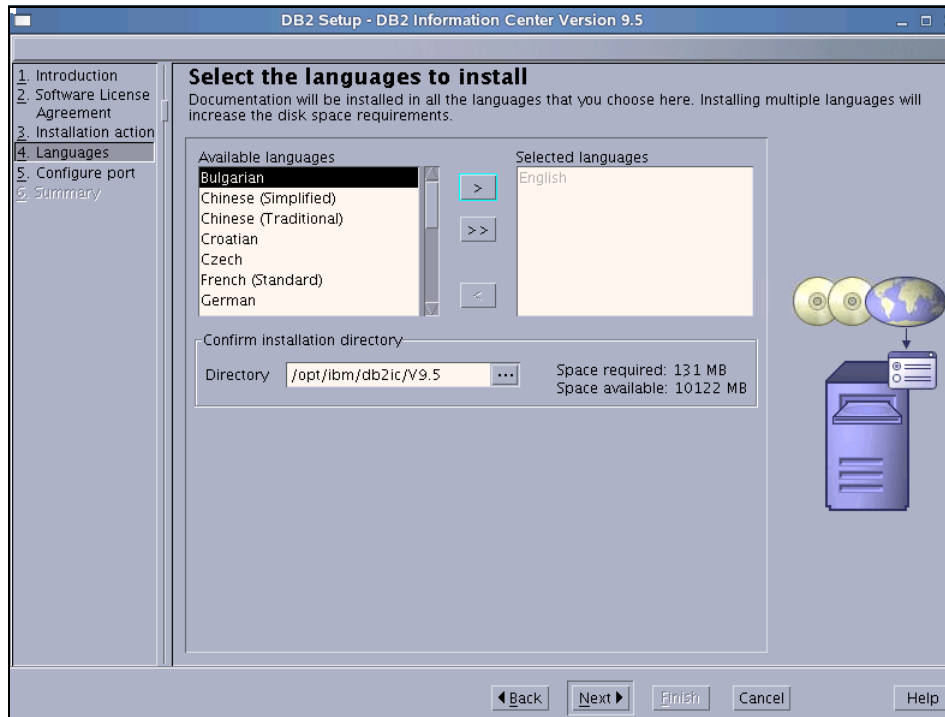 DB2 Setup - DB2 Information Center Version 9.5
1. Introduction
2. Software License
Agreement
3. Installation action
4. Languages
5. Configure port
6. Summary
Select the languages to install
Documentation will be installed in all the languages that you choose here. Installing multiple languages will
increase the disk space requirements.
Available languages
Bulgarian
Chinese (Simplified)
Chinese (Traditional)
Croatian
Czech
French (Standard)
German
>
>>
<
Selected languages
English
Confirm installation directory
Directory /opt/ibm/db2ic/V9.5 ...
Space required: 131 MB
Space available: 10122 MB
Back Next Finish Cancel Help